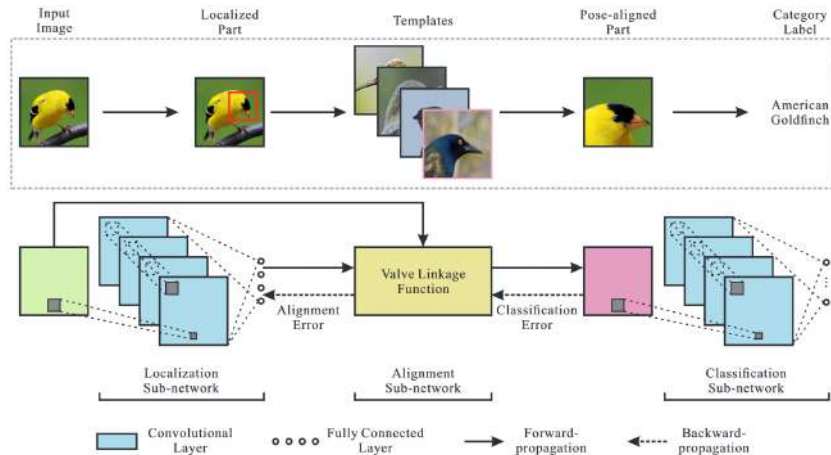 Input
Image
Localized
Part
Templates
Pose-aligned
Part
Category
Label
American
Goldfinch
Valve Linkage
Function
Alignment
Error
Classification
Error
Localization
Sub-network
Alignment
Sub-network
Classification
Sub-network
Convolutional
Layer
Fully Connected
Layer
Forward-
propagation
Backward-
propagation